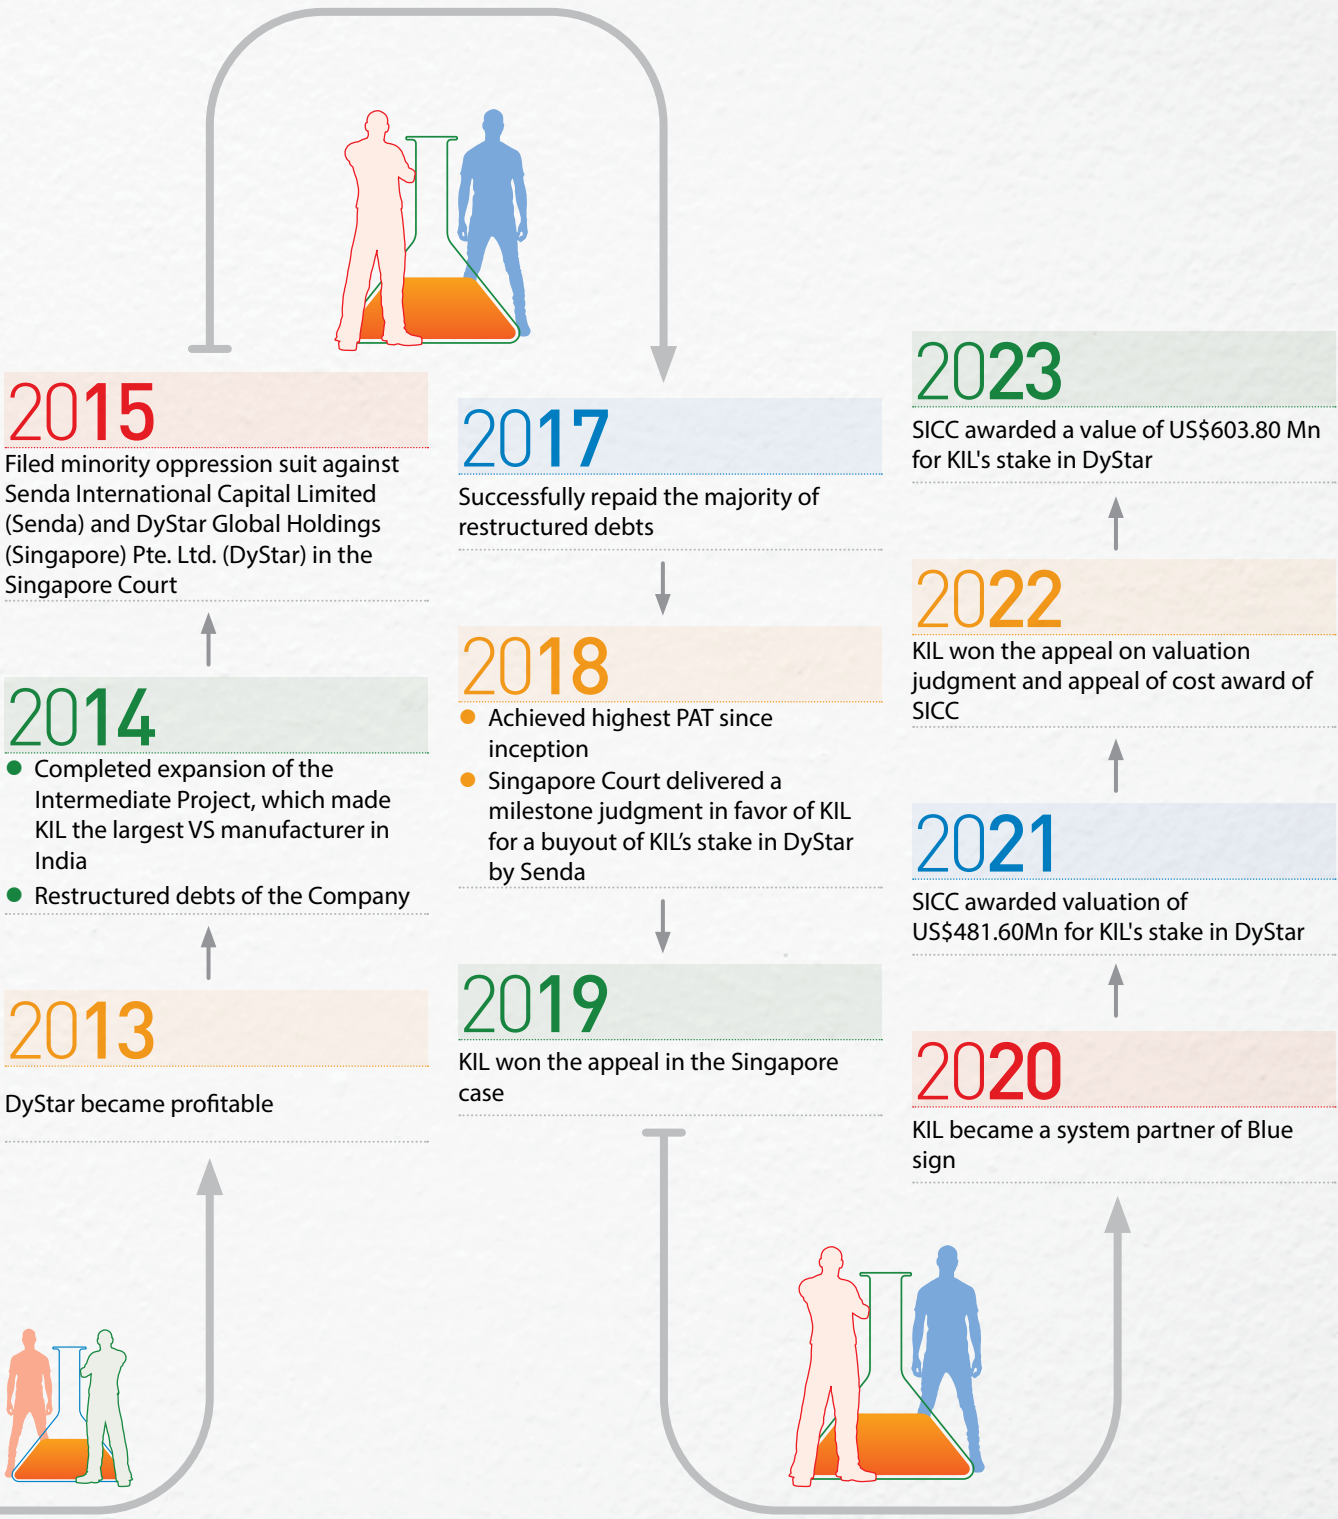 2015
Filed minority oppression suit against
Senda International Capital Limited
(Senda) and DyStar Global Holdings
(Singapore) Pte. Ltd. (DyStar) in the
Singapore Court
2014
● Completed expansion of the
Intermediate Project, which made
KIL the largest VS manufacturer in
India
● Restructured debts of the Company
2013
DyStar became profitable
2017
Successfully repaid the majority of
restructured debts
2018
● Achieved highest PAT since
inception
● Singapore Court delivered a
milestone judgment in favor of KIL
for a buyout of KIL’s stake in DyStar
by Senda
2019
KIL won the appeal in the Singapore
case
2023
SICC awarded a value of US$603.80 Mn
for KIL's stake in DyStar
2022
KIL won the appeal on valuation
judgment and appeal of cost award of
SICC
2021
SICC awarded valuation of
US$481.60Mn for KIL's stake in DyStar
2020
KIL became a system partner of Blue
sign